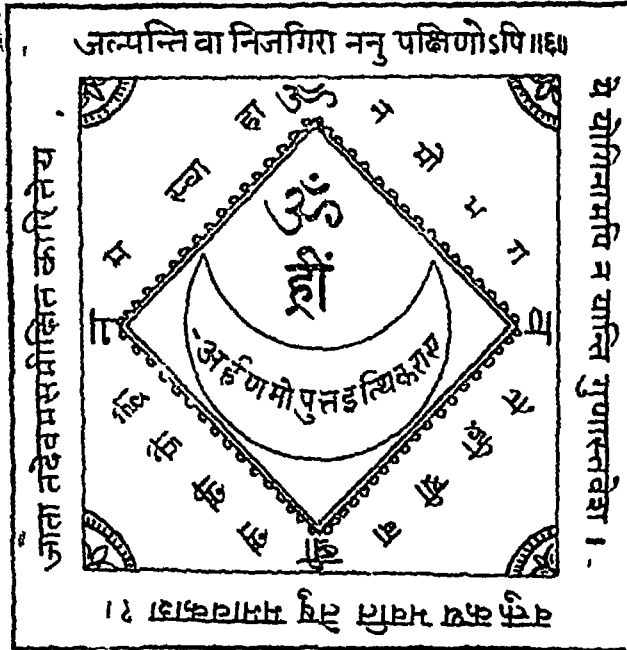 ये योगिनामपि न यान्ति गुणास्तवेश ।
वक्तुं कथ भवति तेषु ममावकाश ?।
जाता तदेवमसमीक्षित कारितेय
जल्पन्ति वा निजगिरा ननु पक्षिणोऽपि॥६॥
ॐ न मो भ ग व ते ह्री श्री
न म स्वा हा
ॐ
ह्रीं
-अर्हणमोपुत्तइत्थिकराए